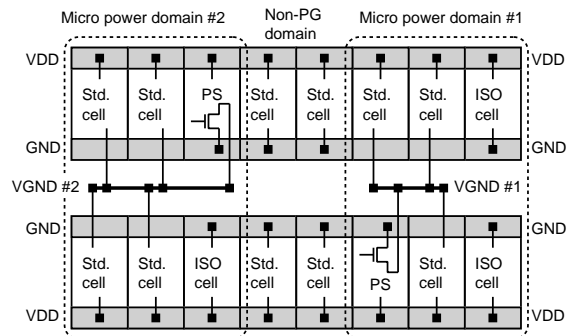 Micro power domain #2
Non-PG
domain
Micro power domain #1
VDD
VDD
Std.
cell
Std.
cell
PS
Std.
cell
Std.
cell
Std.
cell
Std.
cell
ISO
cell
GND
GND
VGND #2
VGND #1
GND
GND
Std.
cell
Std.
cell
ISO
cell
Std.
cell
Std.
cell
PS
Std.
cell
ISO
cell
VDD
VDD